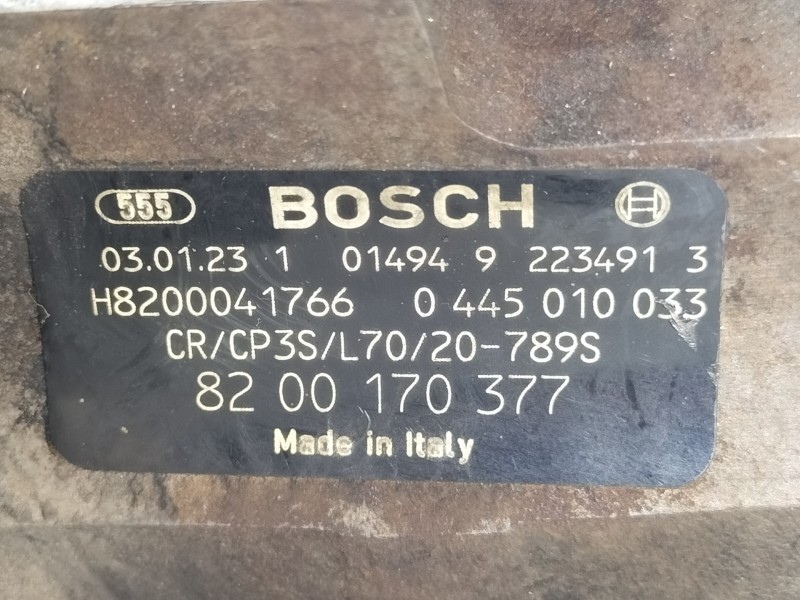 555 BOSCH
03.01.23 1 01494 9 223491 3
H8200041766 0 445 010 033
CR/CP3S/L70/20-789S
82 00 170 377
Made in Italy